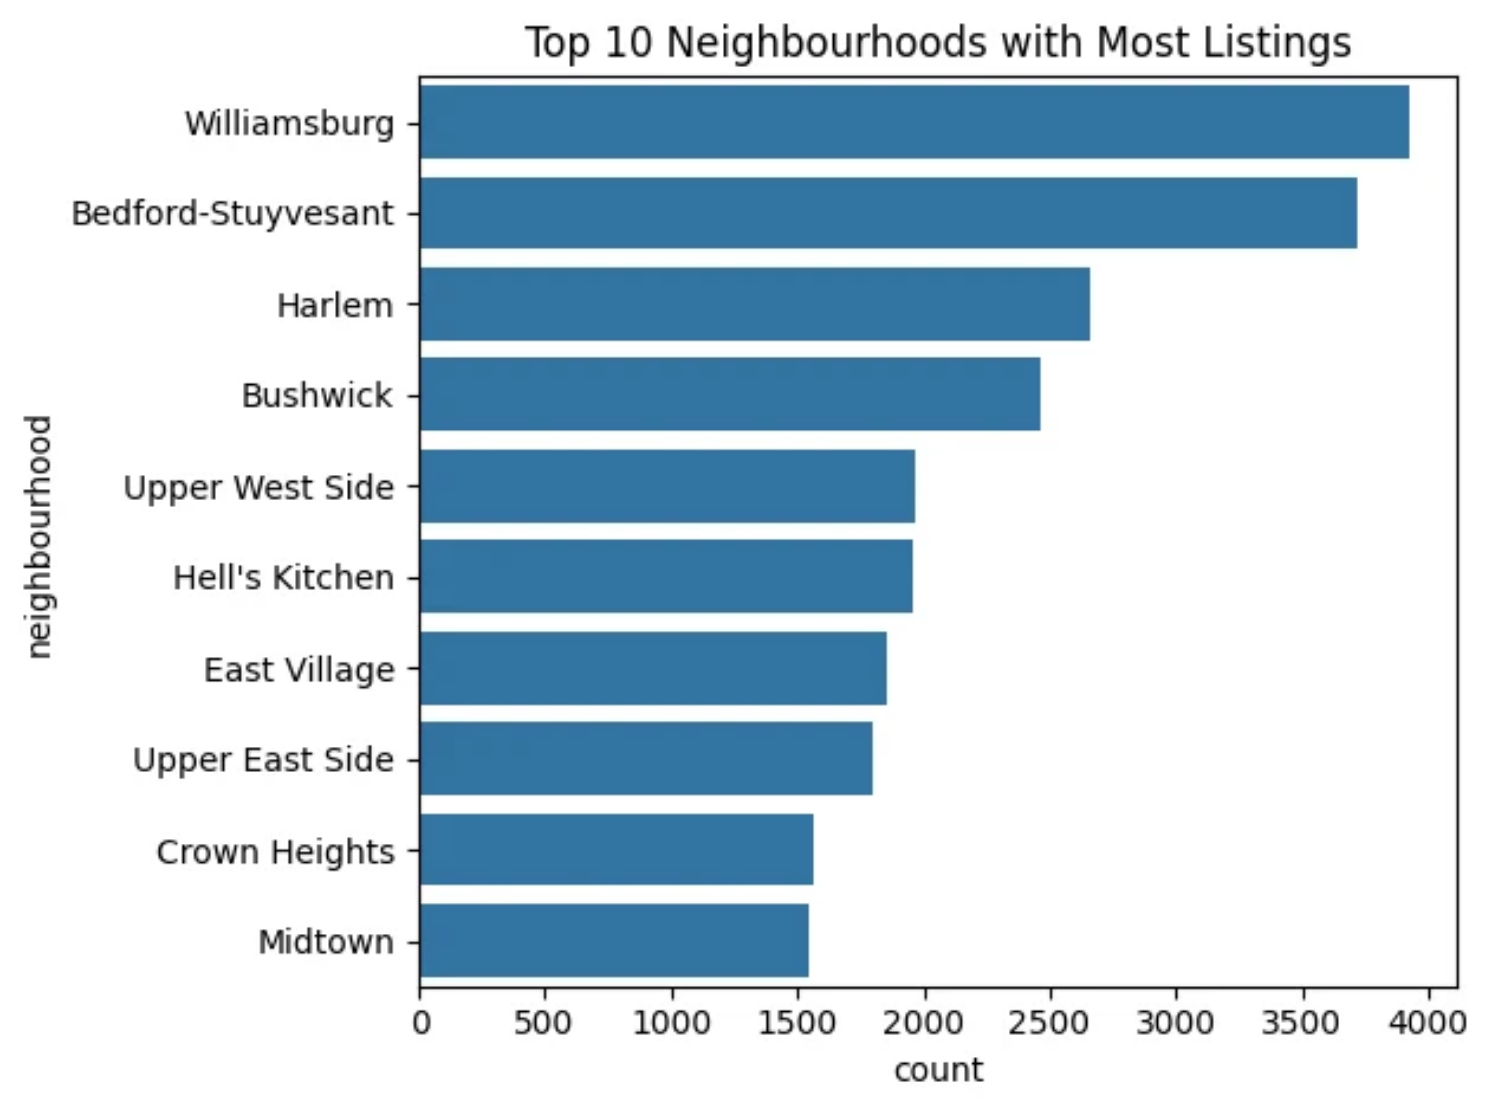 Top 10 Neighbourhoods with Most Listings
Williamsburg
Bedford-Stuyvesant
Harlem
Bushwick
Upper West Side
Hell's Kitchen
East Village
Upper East Side
Crown Heights
Midtown
neighbourhood
0 500 1000 1500 2000 2500 3000 3500 4000
count